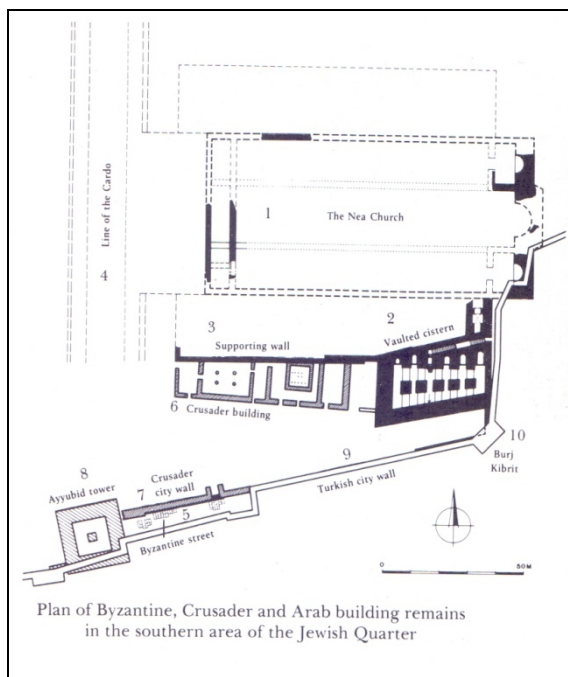 1
The Nea Church
Line of the Cardo
4
2
3
Vaulted cistern
Supporting wall
6
Crusader building
9
10
Burj
Kibrit
8
Crusader
7
city wall
Ayyubid tower
Turkish city wall
5
Byzantine street
0
50M
Plan of Byzantine, Crusader and Arab building remains
in the southern area of the Jewish Quarter